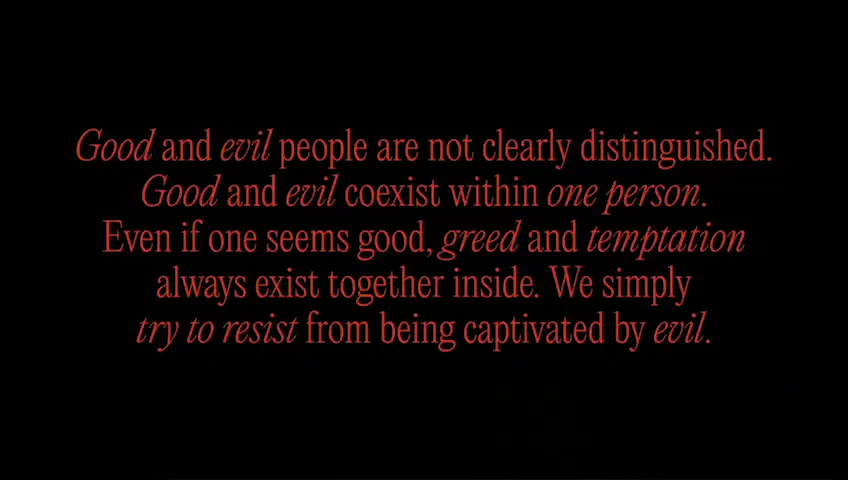 Good and evil people are not clearly distinguished.
Good and evil coexist within one person.
Even if one seems good, greed and temptation
always exist together inside. We simply
try to resist from being captivated by evil.